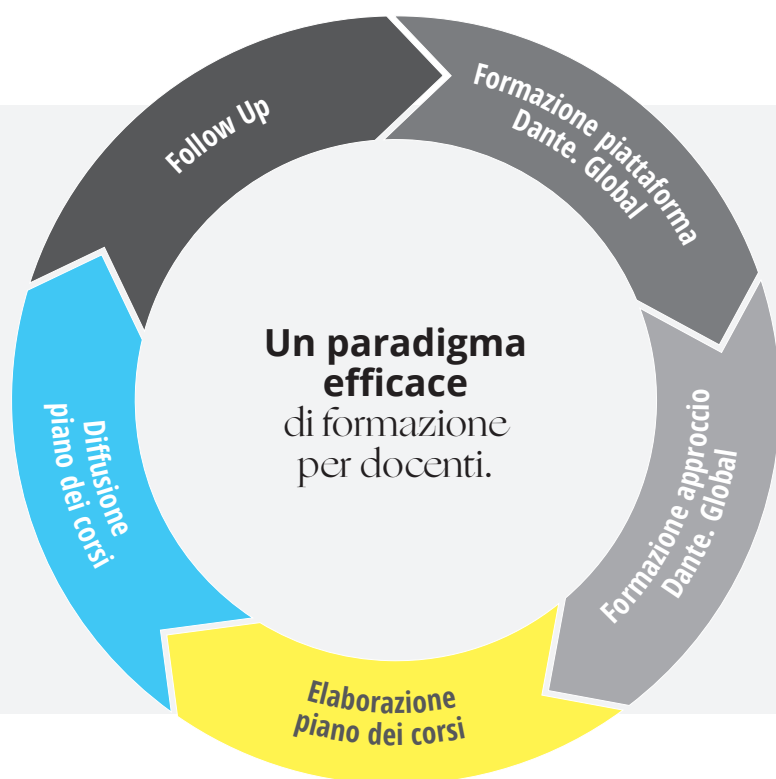 Follow Up
Formazione piattaforma
Dante. Global
Formazione approccio
Dante. Global
Elaborazione
piano dei corsi
Diffusione
piano dei corsi
Un paradigma
efficace
di formazione
per docenti.